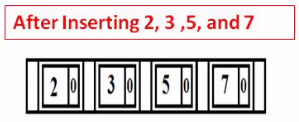 After Inserting 2, 3 ,5, and 7
2 0 3 0 5 0 7 0